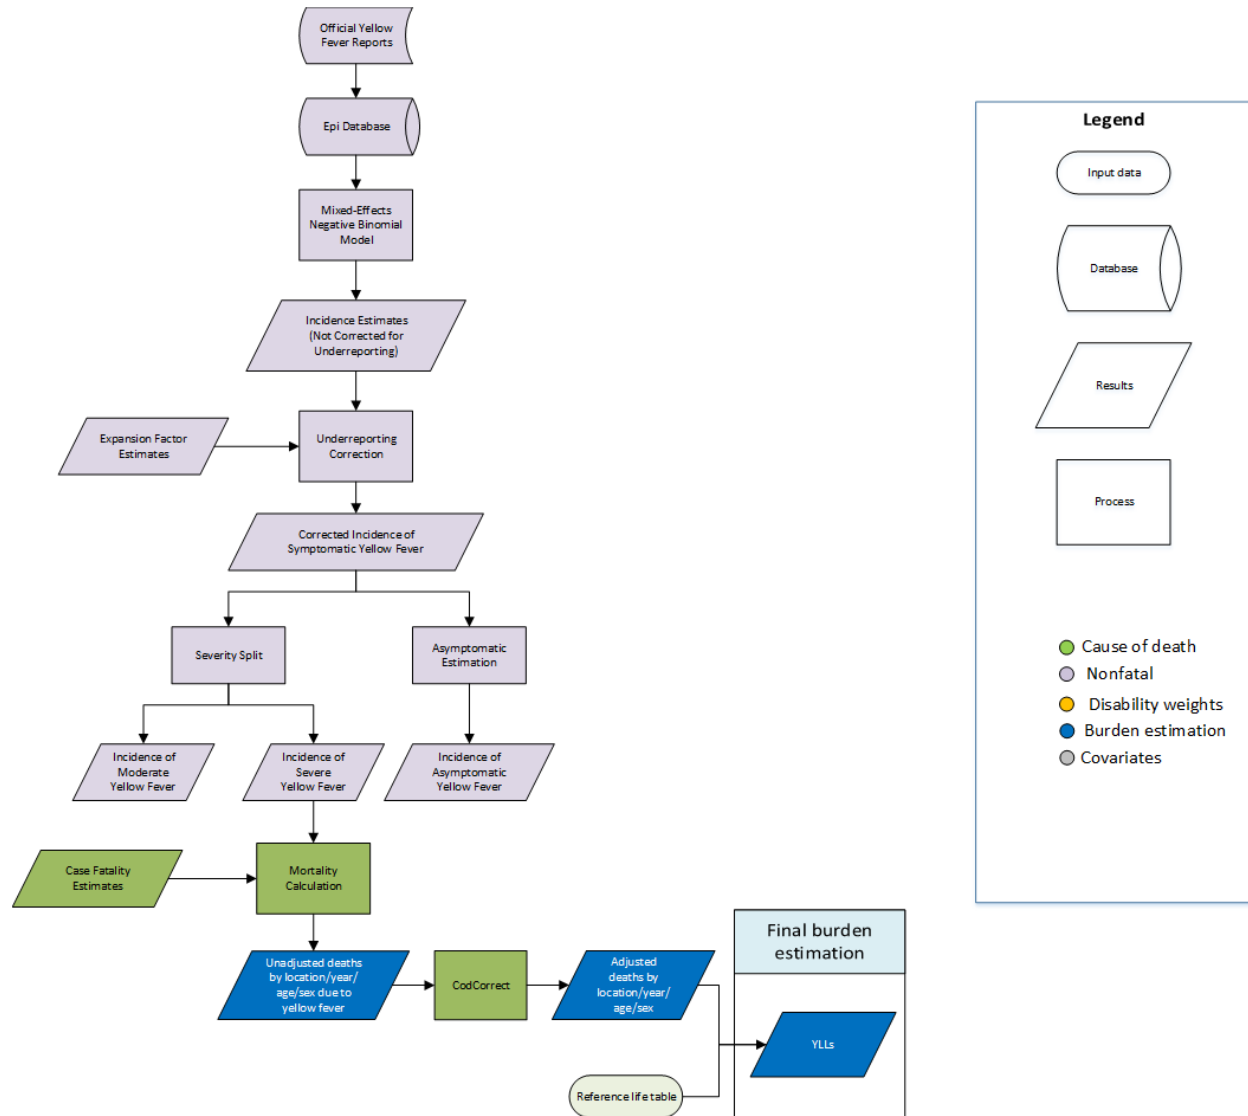 Official Yellow
Fever Reports
Epi Database
Mixed-Effects
Negative Binomial
Model
Incidence Estimates
(Not Corrected for
Underreporting)
Expansion Factor
Estimates
Underreporting
Correction
Corrected Incidence of
Symptomatic Yellow Fever
Severity Split
Asymptomatic
Estimation
Incidence of
Moderate
Yellow Fever
Incidence of
Severe
Yellow Fever
Incidence of
Asymptomatic
Yellow Fever
Case Fatality
Estimates
Mortality
Calculation
Unadjusted deaths
by location/year/
age/sex due to
yellow fever
CodCorrect
Adjusted
deaths by
location/year/
age/sex
Final burden
estimation
YLLs
Reference life table
Legend
Input data
Database
Results
Process
Cause of death
Nonfatal
Disability weights
Burden estimation
Covariates